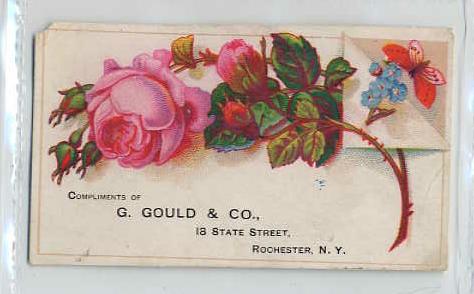 COMPLIMENTS OF
G. GOULD & CO.,
18 STATE STREET,
ROCHESTER, N. Y.